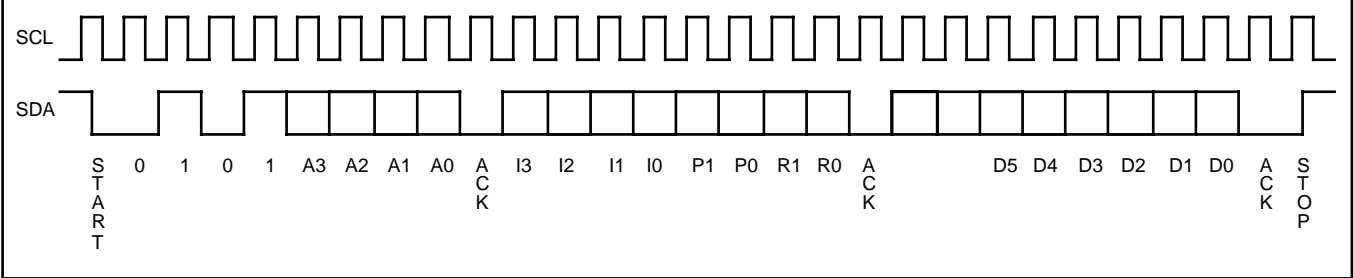 SCL
SDA
START 0 1 0 1 A3 A2 A1 A0 ACK I3 I2 I1 I0 P1 P0 R1 R0 ACK D5 D4 D3 D2 D1 D0 ACK STOP